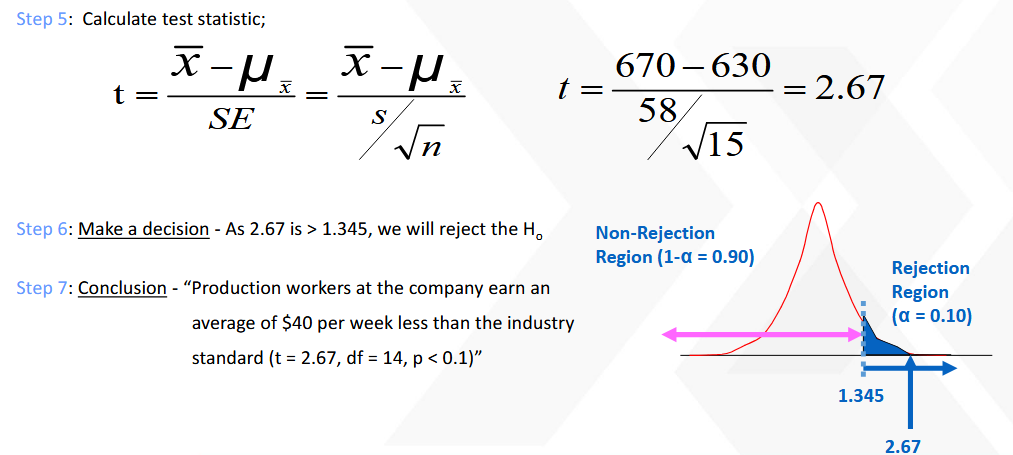 Step 5:  Calculate test statistic;
t = (x̅ − μ_x̅) / SE = (x̅ − μ_x̅) / (s / √n)
t = (670 − 630) / (58 / √15) = 2.67
Step 6: Make a decision - As 2.67 is > 1.345, we will reject the Hₒ
Step 7: Conclusion - “Production workers at the company earn an
average of $40 per week less than the industry
standard (t = 2.67, df = 14, p < 0.1)”
Non-Rejection
Region (1-α = 0.90)
Rejection
Region
(α = 0.10)
1.345
2.67